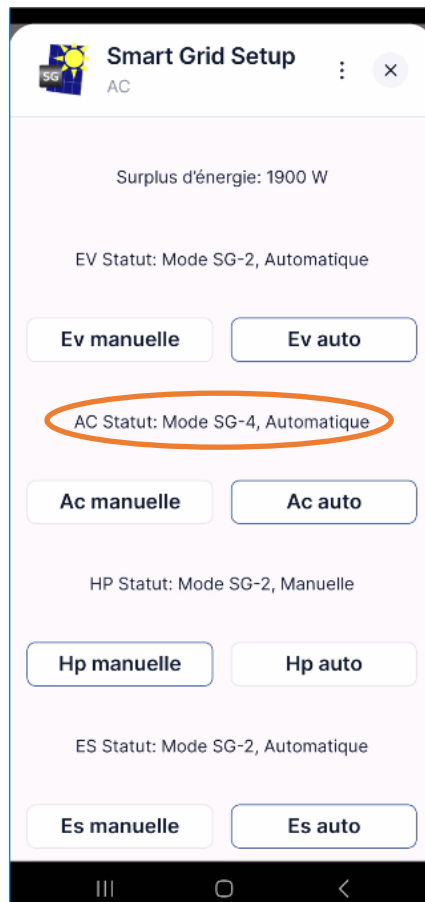 SG
Smart Grid Setup
AC
Surplus d'énergie: 1900 W
EV Statut: Mode SG-2, Automatique
Ev manuelle
Ev auto
AC Statut: Mode SG-4, Automatique
Ac manuelle
Ac auto
HP Statut: Mode SG-2, Manuelle
Hp manuelle
Hp auto
ES Statut: Mode SG-2, Automatique
Es manuelle
Es auto